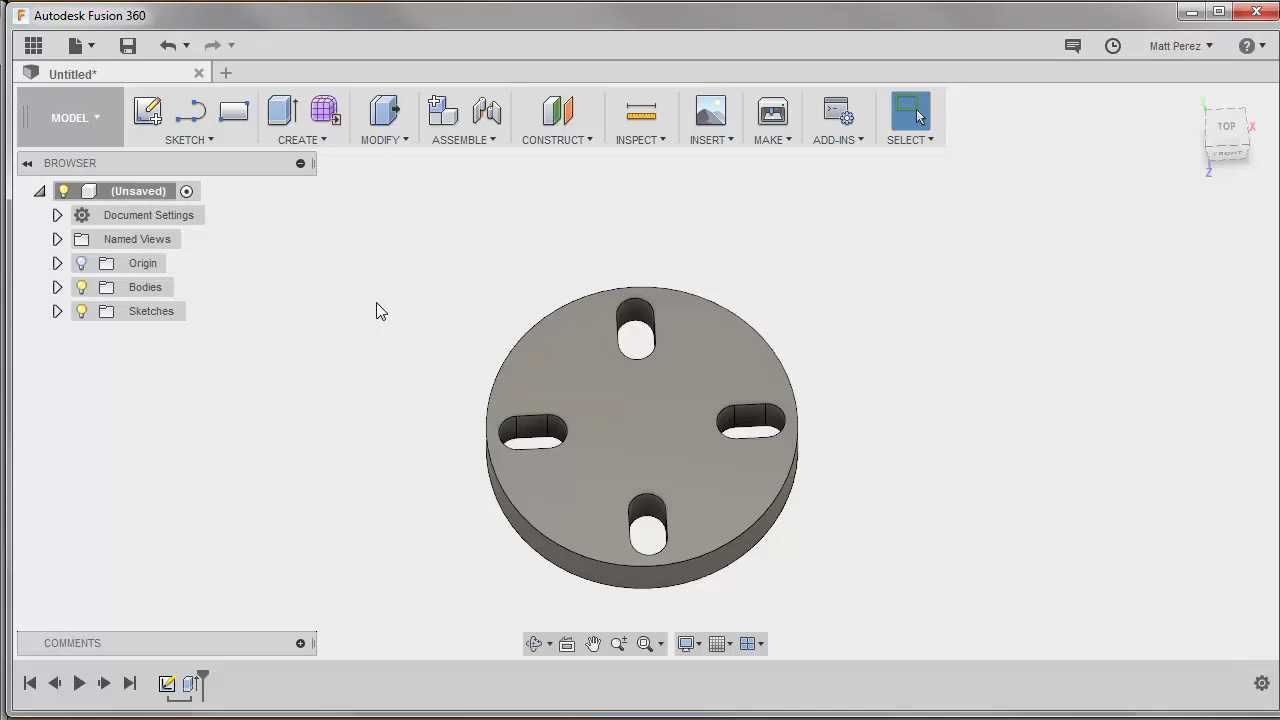 Autodesk Fusion 360
Matt Perez
Untitled*
MODEL
SKETCH
CREATE
MODIFY
ASSEMBLE
CONSTRUCT
INSPECT
INSERT
MAKE
ADD-INS
SELECT
TOP
FRONT
X
Y
Z
BROWSER
(Unsaved)
Document Settings
Named Views
Origin
Bodies
Sketches
COMMENTS